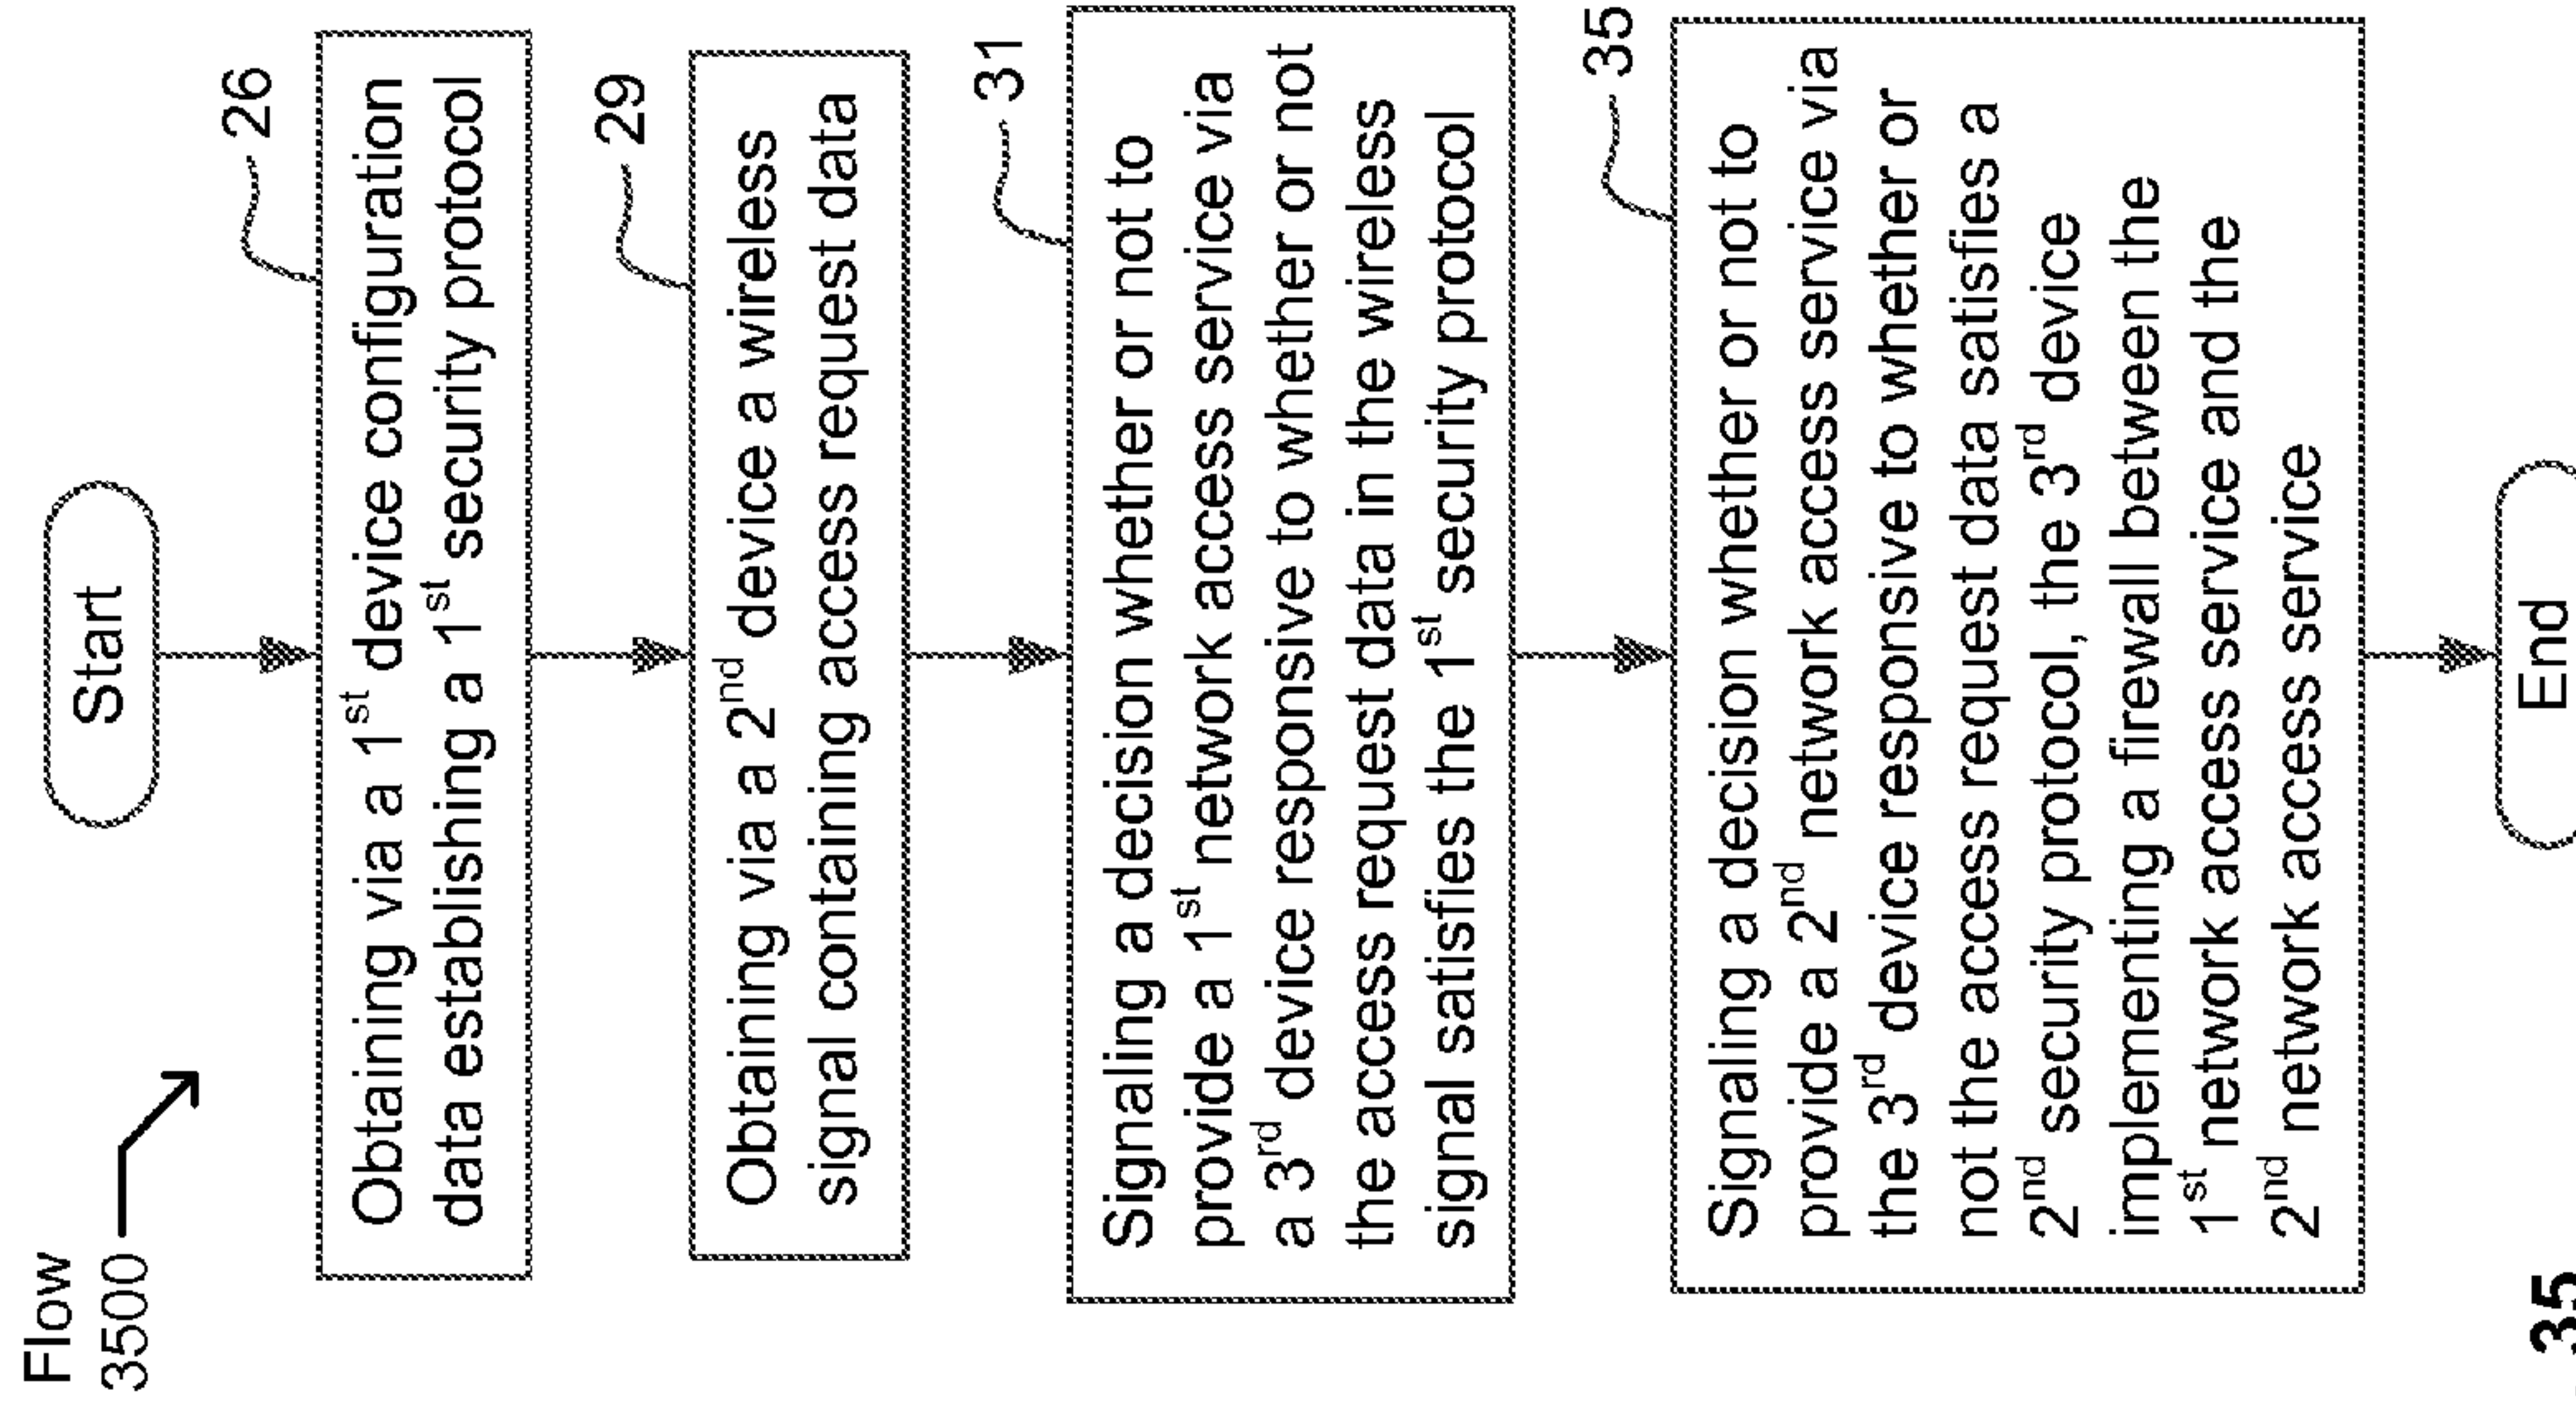 Flow
3500
Start
26
Obtaining via a 1st device configuration
data establishing a 1st security protocol
29
Obtaining via a 2nd device a wireless
signal containing access request data
31
Signaling a decision whether or not to
provide a 1st network access service via
a 3rd device responsive to whether or not
the access request data in the wireless
signal satisfies the 1st security protocol
35
Signaling a decision whether or not to
provide a 2nd network access service via
the 3rd device responsive to whether or
not the access request data satisfies a
2nd security protocol, the 3rd device
implementing a firewall between the
1st network access service and the
2nd network access service
End
35